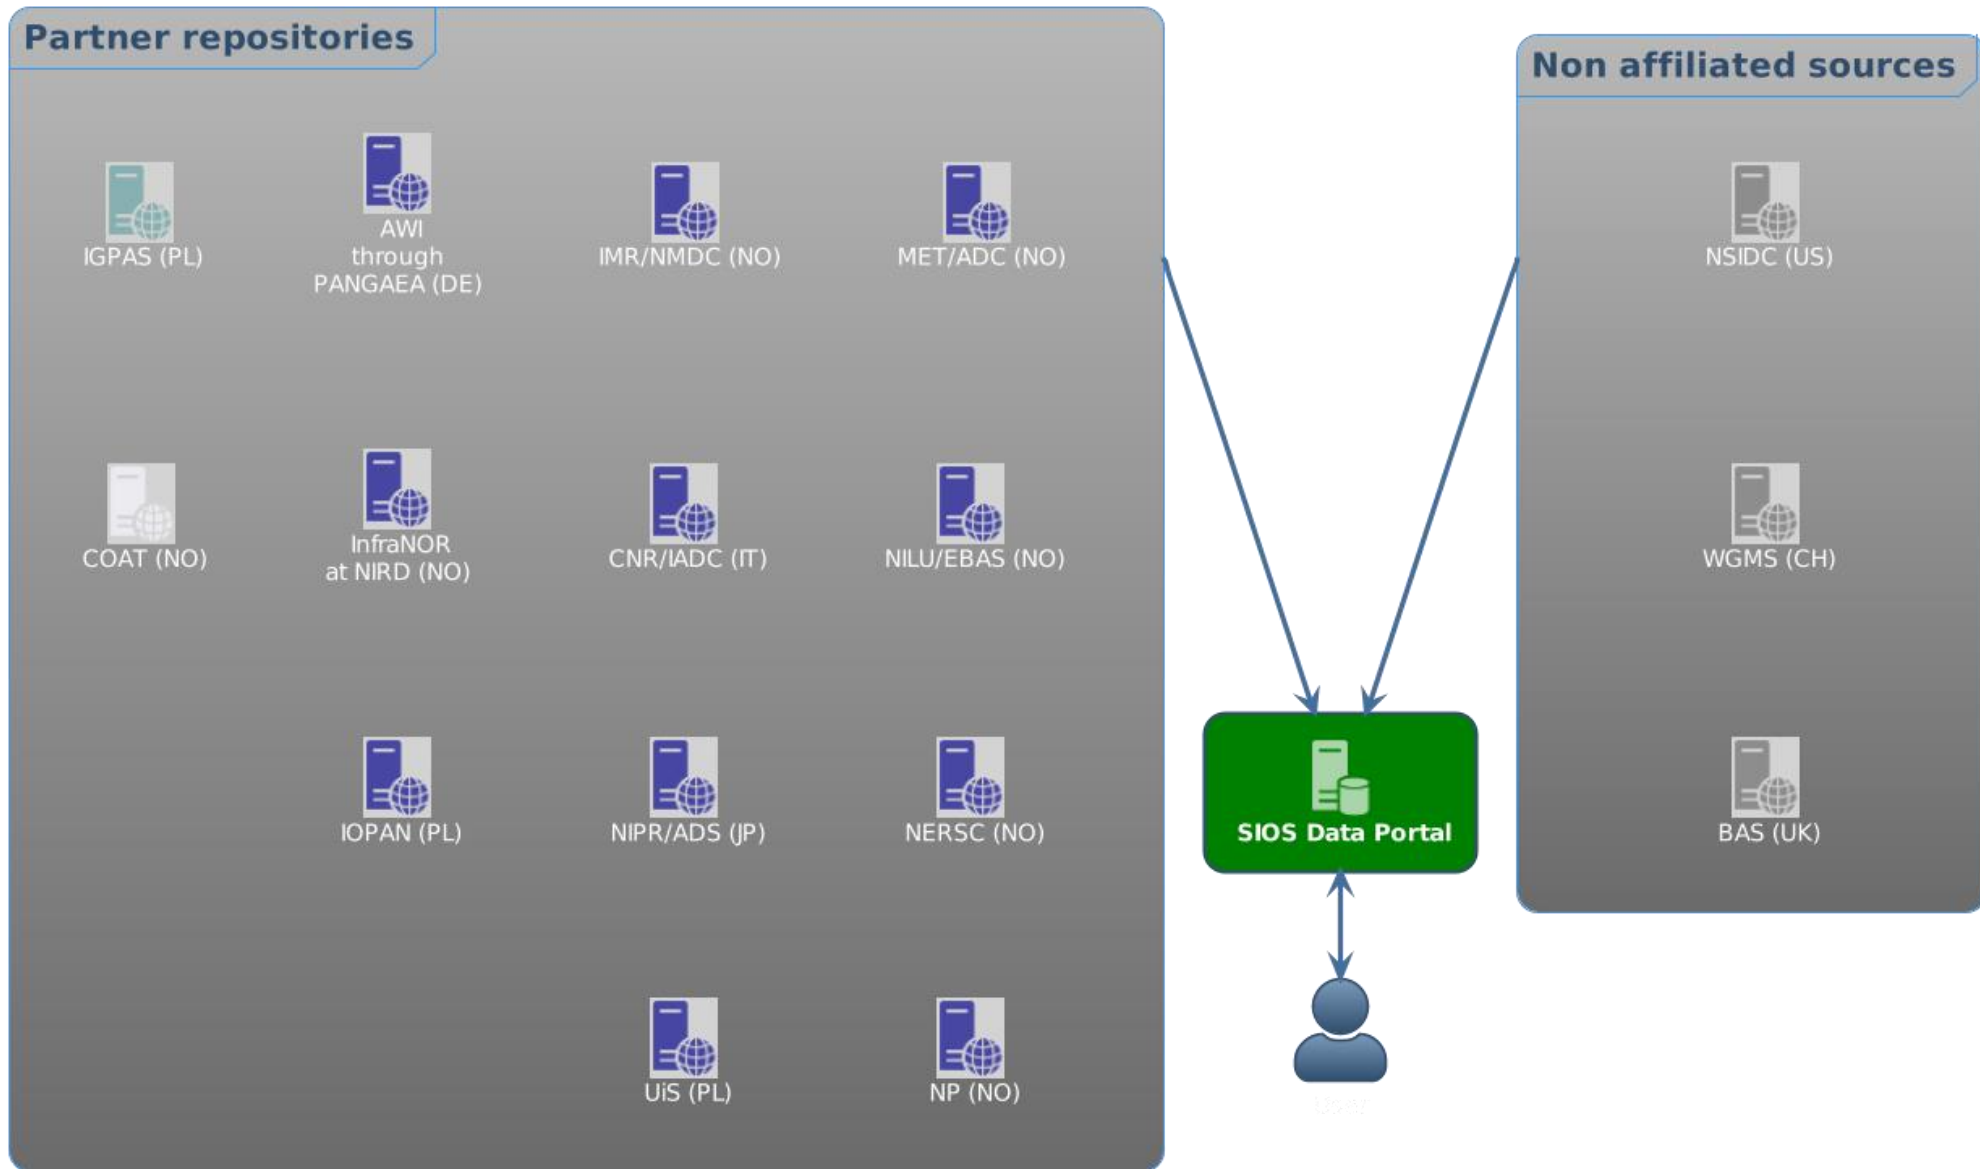 Partner repositories
Non affiliated sources
IGPAS (PL)
AWI
through
PANGAEA (DE)
IMR/NMDC (NO)
MET/ADC (NO)
NSIDC (US)
COAT (NO)
InfraNOR
at NIRD (NO)
CNR/IADC (IT)
NILU/EBAS (NO)
WGMS (CH)
IOPAN (PL)
NIPR/ADS (JP)
NERSC (NO)
SIOS Data Portal
BAS (UK)
UiS (PL)
NP (NO)